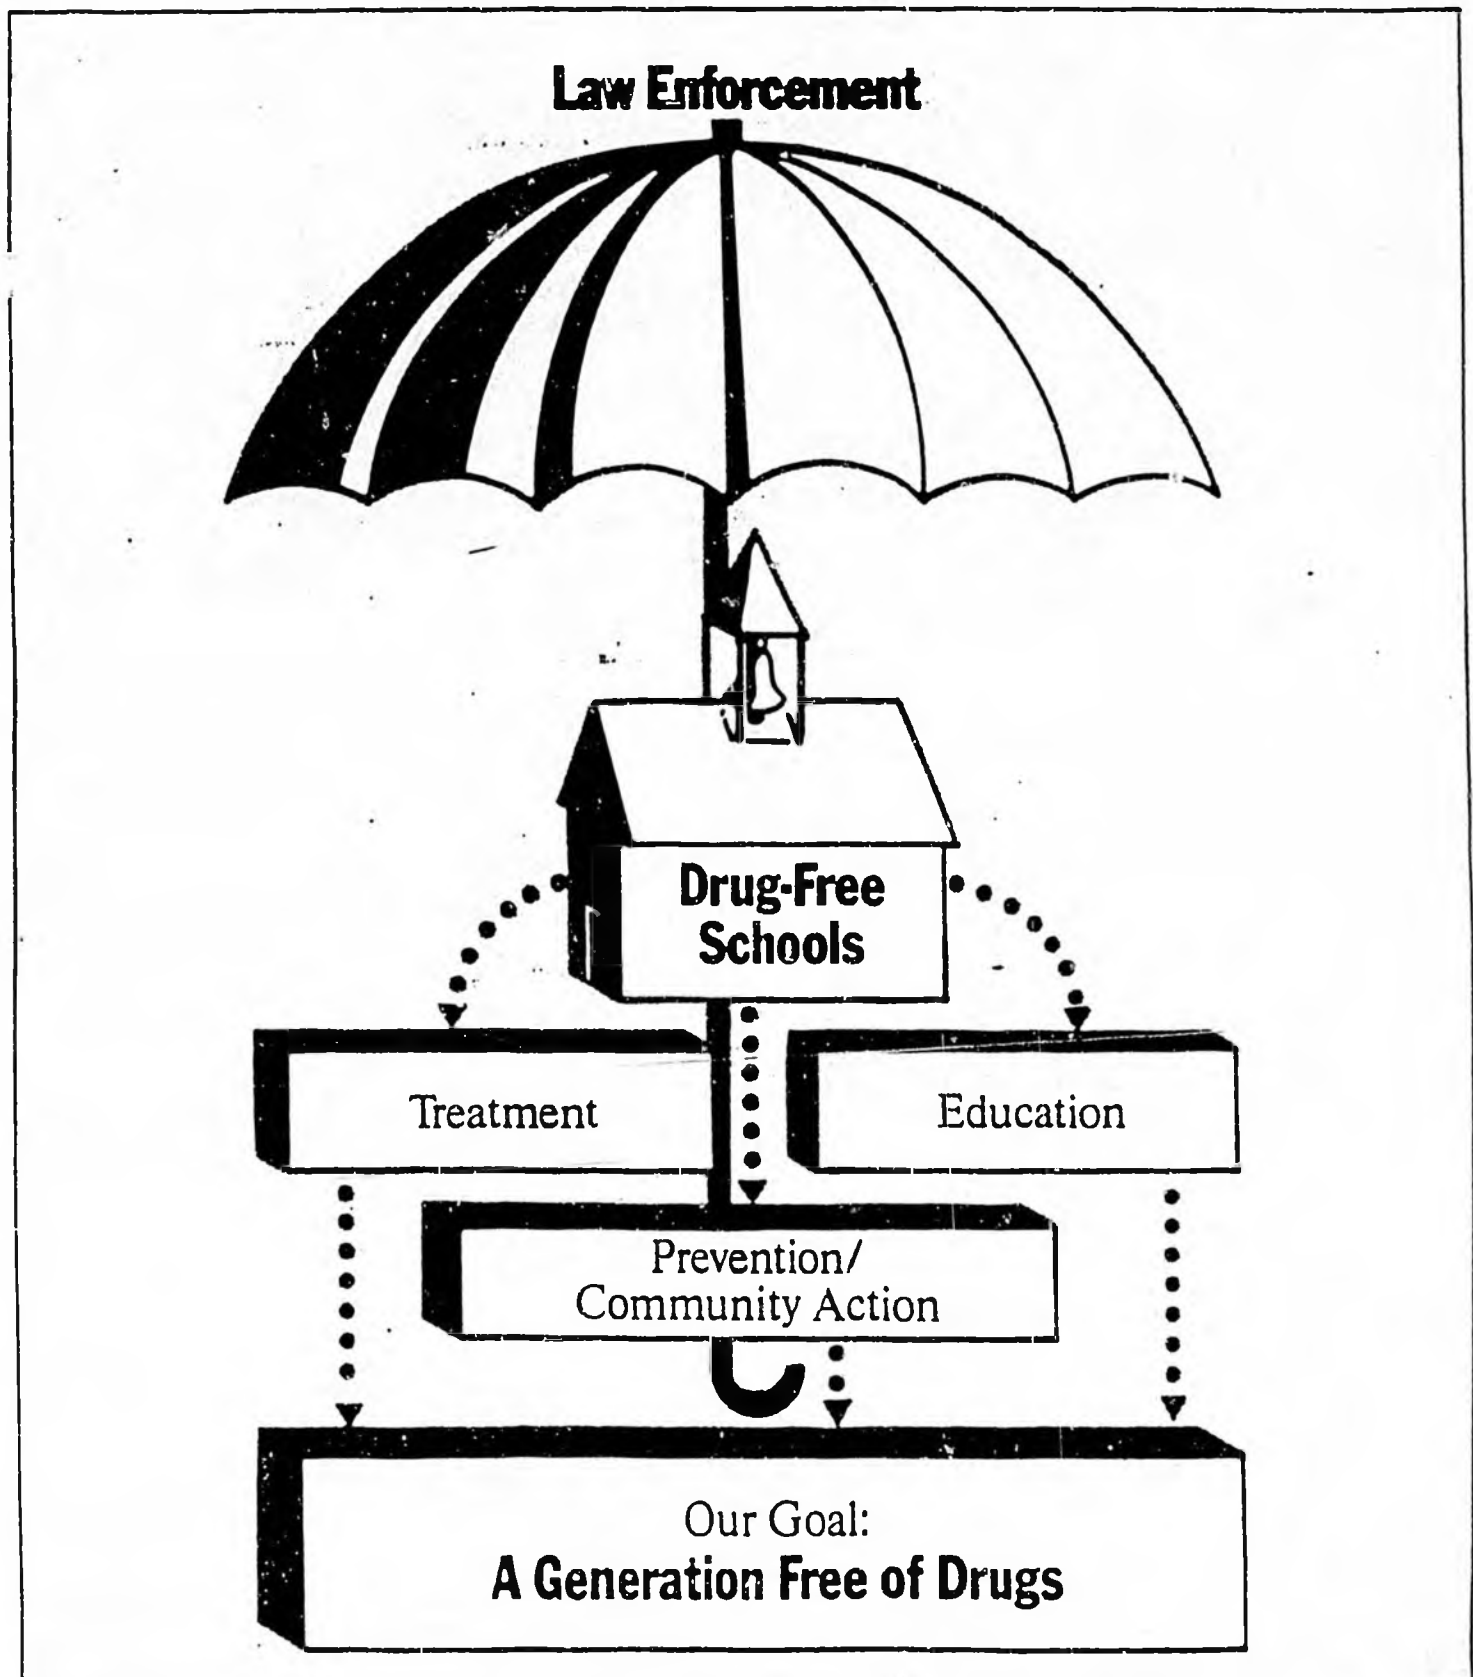 Law Enforcement
Drug-Free
Schools
Treatment
Education
Prevention/
Community Action
Our Goal:
A Generation Free of Drugs